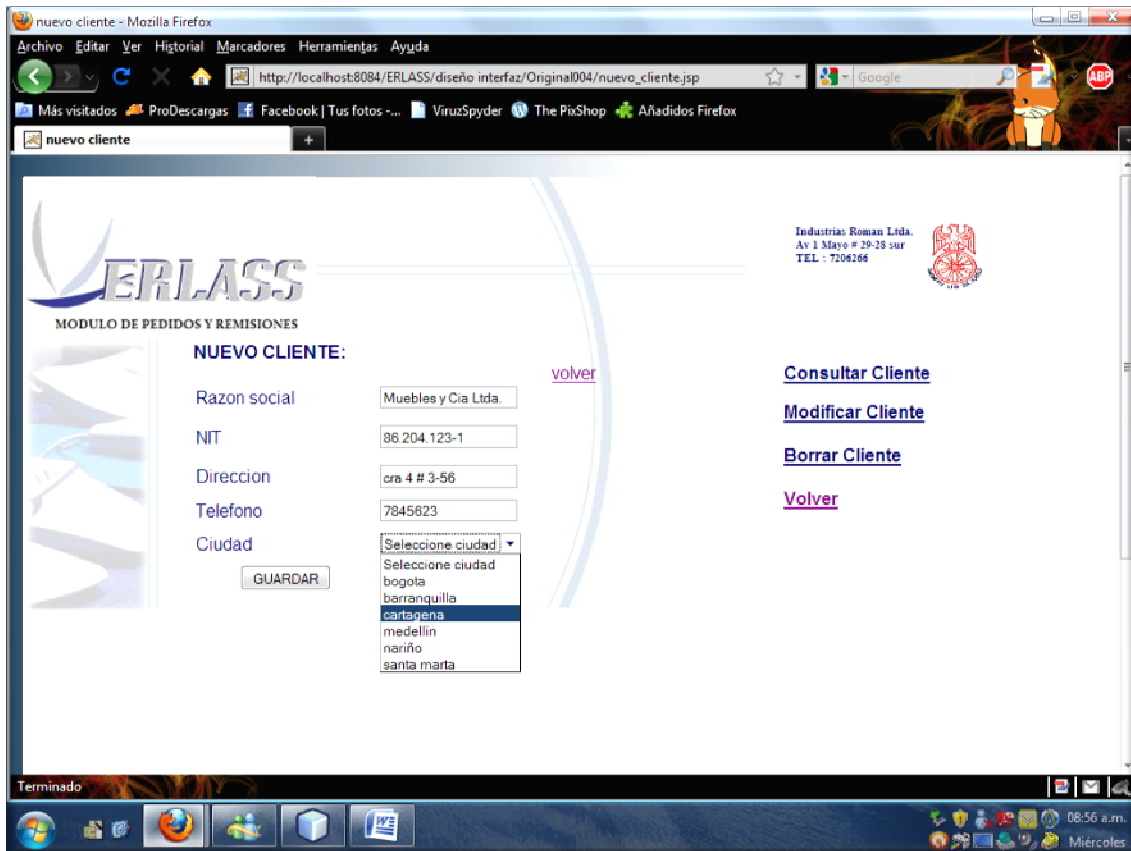 nuevo cliente - Mozilla Firefox
Archivo Editar Ver Historial Marcadores Herramientas Ayuda
http://localhost:8084/ERLASS/diseño interfaz/Original004/nuevo_cliente.jsp
Google
ABP
Más visitados ProDescargas Facebook | Tus fotos -... ViruzSpyder The PixShop Añadidos Firefox
nuevo cliente
Industrias Roman Ltda.
Av 1 Mayo # 29-28 sur
TEL : 7206266
ERLASS
MODULO DE PEDIDOS Y REMISIONES
NUEVO CLIENTE:
volver
Razon social Muebles y Cia Ltda.
NIT 86.204.123-1
Direccion cra 4 # 3-56
Telefono 7845623
Ciudad Seleccione ciudad
Seleccione ciudad
bogota
barranquilla
cartagena
medellin
nariño
santa marta
GUARDAR
Consultar Cliente
Modificar Cliente
Borrar Cliente
Volver
Terminado
08:56 a.m.
Miércoles